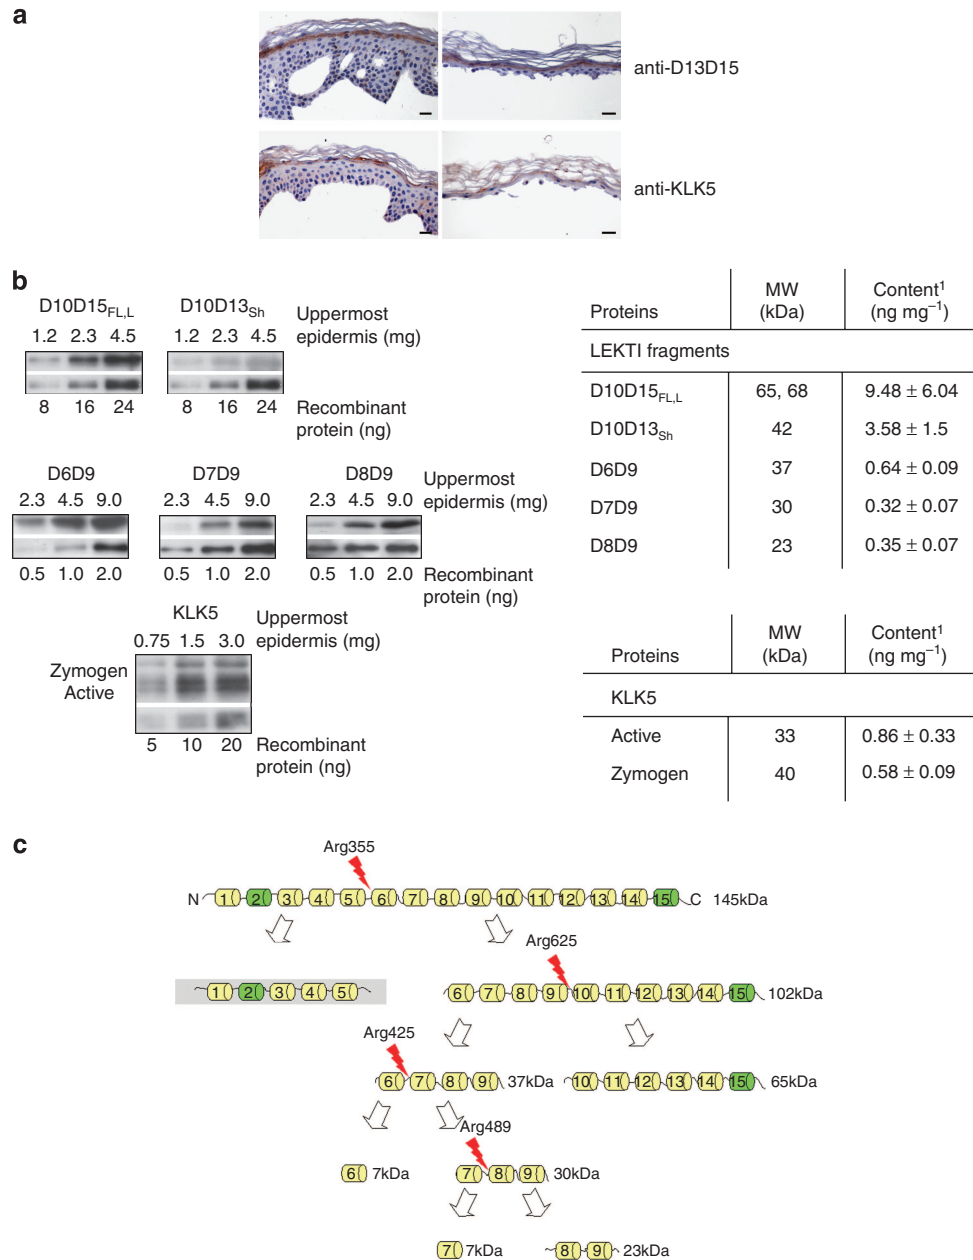 a
anti-D13D15
anti-KLK5
b
D10D15FL,L
D10D13Sh
1.2 2.3 4.5
1.2 2.3 4.5
Uppermost
epidermis (mg)
8 16 24
8 16 24
Recombinant
protein (ng)
D6D9
D7D9
D8D9
2.3 4.5 9.0
2.3 4.5 9.0
2.3 4.5 9.0
Uppermost
epidermis (mg)
0.5 1.0 2.0
0.5 1.0 2.0
0.5 1.0 2.0
Recombinant
protein (ng)
KLK5
0.75 1.5 3.0
Uppermost
epidermis (mg)
Zymogen
Active
5 10 20
Recombinant
protein (ng)
Proteins MW (kDa) Content1 (ng mg–1)
LEKTI fragments
D10D15FL,L 65, 68 9.48 ± 6.04
D10D13Sh 42 3.58 ± 1.5
D6D9 37 0.64 ± 0.09
D7D9 30 0.32 ± 0.07
D8D9 23 0.35 ± 0.07
Proteins MW (kDa) Content1 (ng mg–1)
KLK5
Active 33 0.86 ± 0.33
Zymogen 40 0.58 ± 0.09
c
Arg355
N 1 2 3 4 5 6 7 8 9 10 11 12 13 14 15 C 145kDa
Arg625
1 2 3 4 5
6 7 8 9 10 11 12 13 14 15 102kDa
Arg425
6 7 8 9 37kDa
10 11 12 13 14 15 65kDa
Arg489
6 7kDa
7 8 9 30kDa
7 7kDa
8 9 23kDa